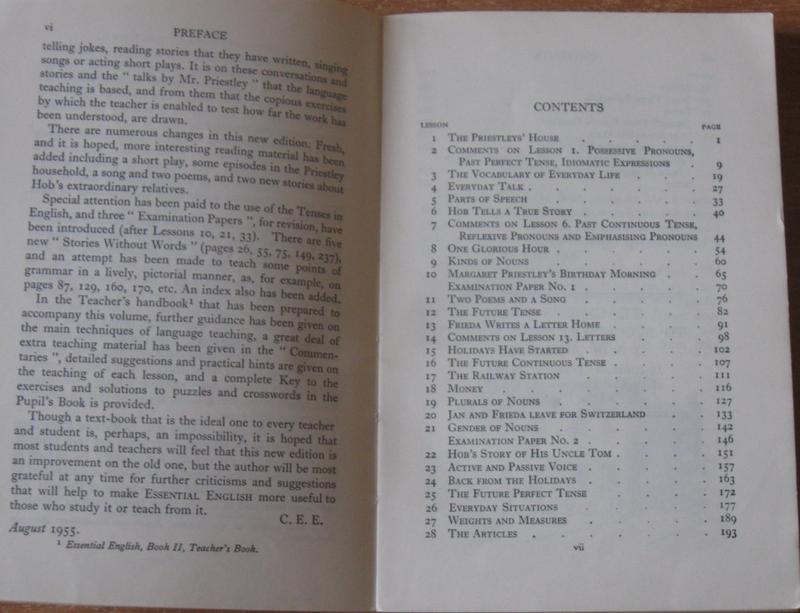 vi
PREFACE
telling jokes, reading stories that they have written, singing
songs or acting short plays. It is on these conversations and
stories and the “ talks by Mr. Priestley ” that the language
teaching is based, and from them that the copious exercises
by which the teacher is enabled to test how far the work has
been understood, are drawn.
There are numerous changes in this new edition. Fresh,
and it is hoped, more interesting reading material has been
added including a short play, some episodes in the Priestley
household, a song and two poems, and two new stories about
Hob's extraordinary relatives.
Special attention has been paid to the use of the Tenses in
English, and three “ Examination Papers ”, for revision, have
been introduced (after Lessons 10, 21, 33). There are five
new “ Stories Without Words ” (pages 26, 55, 75, 149, 237),
and an attempt has been made to teach some points of
grammar in a lively, pictorial manner, as, for example, on
pages 87, 129, 160, 170, etc. An index also has been added.
In the Teacher's handbook¹ that has been prepared to
accompany this volume, further guidance has been given on
the main techniques of language teaching, a great deal of
extra teaching material has been given in the “ Commen-
taries ”, detailed suggestions and practical hints are given on
the teaching of each lesson, and a complete Key to the
exercises and solutions to puzzles and crosswords in the
Pupil's Book is provided.
Though a text-book that is the ideal one to every teacher
and student is, perhaps, an impossibility, it is hoped that
most students and teachers will feel that this new edition is
an improvement on the old one, but the author will be most
grateful at any time for further criticisms and suggestions
that will help to make ESSENTIAL ENGLISH more useful to
those who study it or teach from it.
C. E. E.
August 1955.
¹ Essential English, Book II, Teacher's Book.
CONTENTS
LESSON PAGE
1 THE PRIESTLEYS' HOUSE . . . . . 1
2 COMMENTS ON LESSON 1. POSSESSIVE PRONOUNS,
PAST PERFECT TENSE, IDIOMATIC EXPRESSIONS . 9
3 THE VOCABULARY OF EVERYDAY LIFE . . . 19
4 EVERYDAY TALK . . . . . . 27
5 PARTS OF SPEECH . . . . . . 33
6 HOB TELLS A TRUE STORY . . . . . 40
7 COMMENTS ON LESSON 6. PAST CONTINUOUS TENSE,
REFLEXIVE PRONOUNS AND EMPHASISING PRONOUNS 44
8 ONE GLORIOUS HOUR . . . . . . 54
9 KINDS OF NOUNS . . . . . . 60
10 MARGARET PRIESTLEY'S BIRTHDAY MORNING . . 65
EXAMINATION PAPER NO. 1 . . . . . 70
11 TWO POEMS AND A SONG . . . . . 76
12 THE FUTURE TENSE . . . . . 82
13 FRIEDA WRITES A LETTER HOME . . . . 91
14 COMMENTS ON LESSON 13. LETTERS . . . 98
15 HOLIDAYS HAVE STARTED . . . . . 102
16 THE FUTURE CONTINUOUS TENSE . . . . 107
17 THE RAILWAY STATION . . . . . 111
18 MONEY . . . . . . . 116
19 PLURALS OF NOUNS . . . . . 127
20 JAN AND FRIEDA LEAVE FOR SWITZERLAND . . 133
21 GENDER OF NOUNS . . . . . 142
EXAMINATION PAPER NO. 2 . . . . . 146
22 HOB'S STORY OF HIS UNCLE TOM . . . . 151
23 ACTIVE AND PASSIVE VOICE . . . . 157
24 BACK FROM THE HOLIDAYS . . . . 163
25 THE FUTURE PERFECT TENSE . . . . 172
26 EVERYDAY SITUATIONS . . . . . 177
27 WEIGHTS AND MEASURES . . . . . 189
28 THE ARTICLES . . . . . . 193
vii